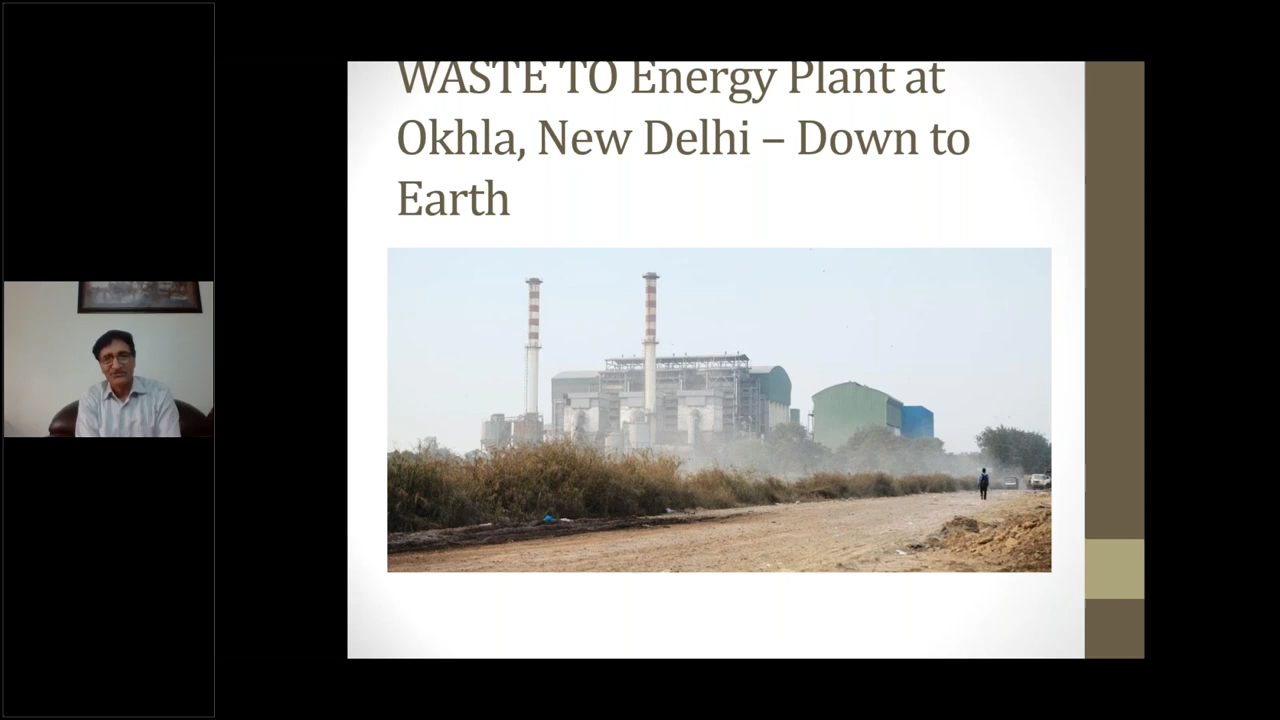 WASTE TO Energy Plant at
Okhla, New Delhi – Down to
Earth